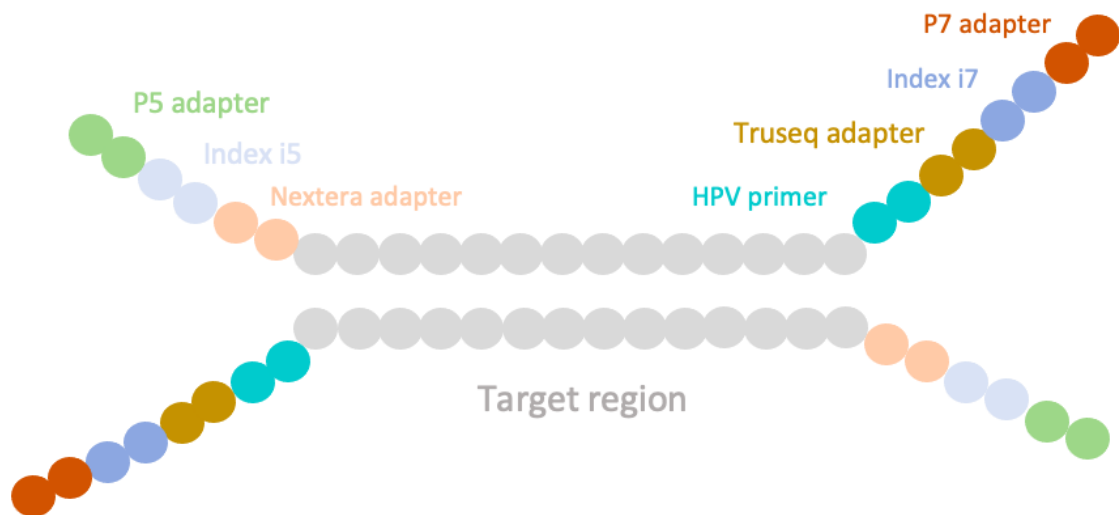 P7 adapter
Index i7
P5 adapter
Truseq adapter
Index i5
Nextera adapter
HPV primer
Target region